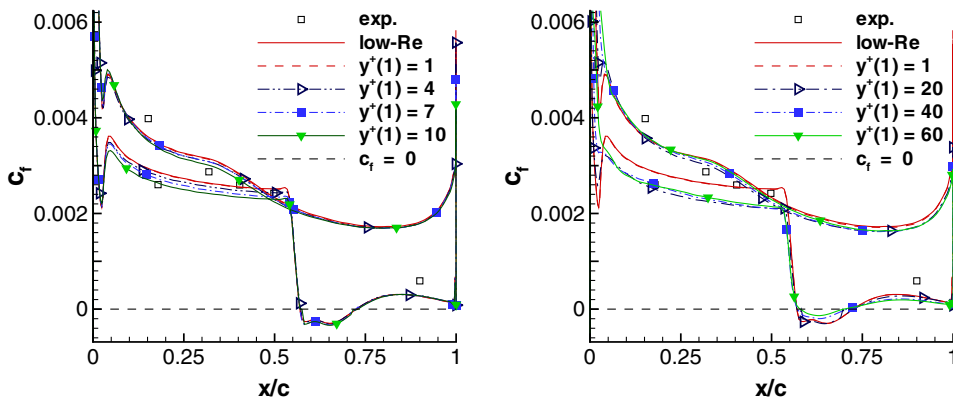 0.006
0.004
0.002
0
c_f
0
0.25
0.5
0.75
1
x/c
exp.
low-Re
y⁺(1) = 1
y⁺(1) = 4
y⁺(1) = 7
y⁺(1) = 10
c_f = 0
0.006
0.004
0.002
0
c_f
0
0.25
0.5
0.75
1
x/c
exp.
low-Re
y⁺(1) = 1
y⁺(1) = 20
y⁺(1) = 40
y⁺(1) = 60
c_f = 0